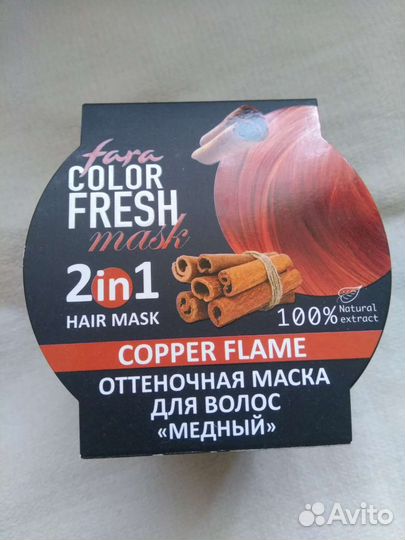 fara
COLOR
FRESH
mask
2in1
HAIR MASK
100% Natural
extract
COPPER FLAME
ОТТЕНОЧНАЯ МАСКА
ДЛЯ ВОЛОС
«МЕДНЫЙ»
Avito